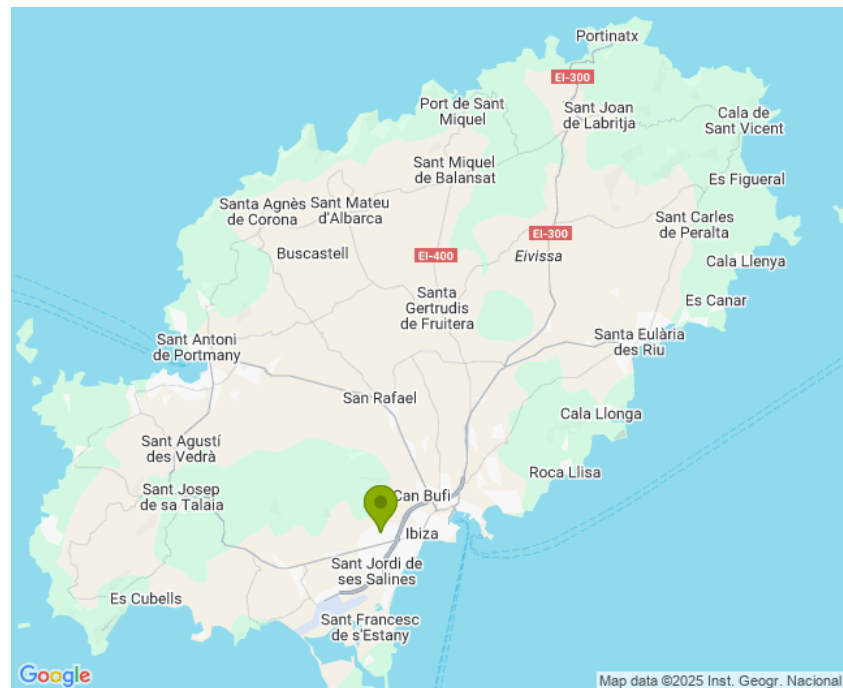 Portinatx
EI-300
Port de Sant
Miquel
Sant Joan
de Labritja
Cala de
Sant Vicent
Sant Miquel
de Balansat
Es Figueral
Santa Agnès
de Corona
Sant Mateu
d'Albarca
Sant Carles
de Peralta
EI-300
Buscastell
EI-400
Eivissa
Cala Llenya
Santa
Gertrudis
de Fruitera
Es Canar
Sant Antoni
de Portmany
Santa Eulària
des Riu
San Rafael
Cala Llonga
Sant Agustí
des Vedrà
Roca Llisa
Sant Josep
de sa Talaia
Can Bufi
Ibiza
Sant Jordi de
ses Salines
Es Cubells
Sant Francesc
de s'Estany
Google
Map data ©2025 Inst. Geogr. Nacional